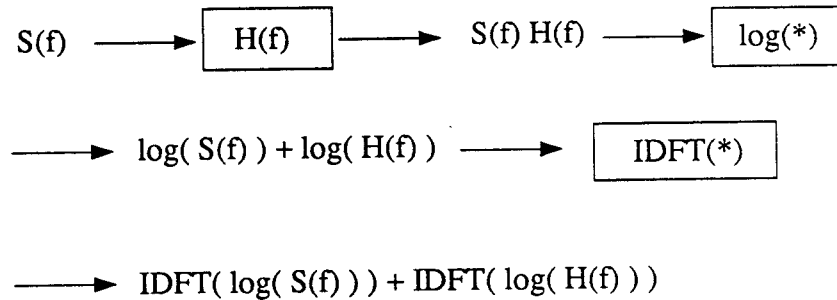 S(f) H(f) S(f) H(f) log(*)
log( S(f) ) + log( H(f) ) IDFT(*)
IDFT( log( S(f) ) ) + IDFT( log( H(f) ) )